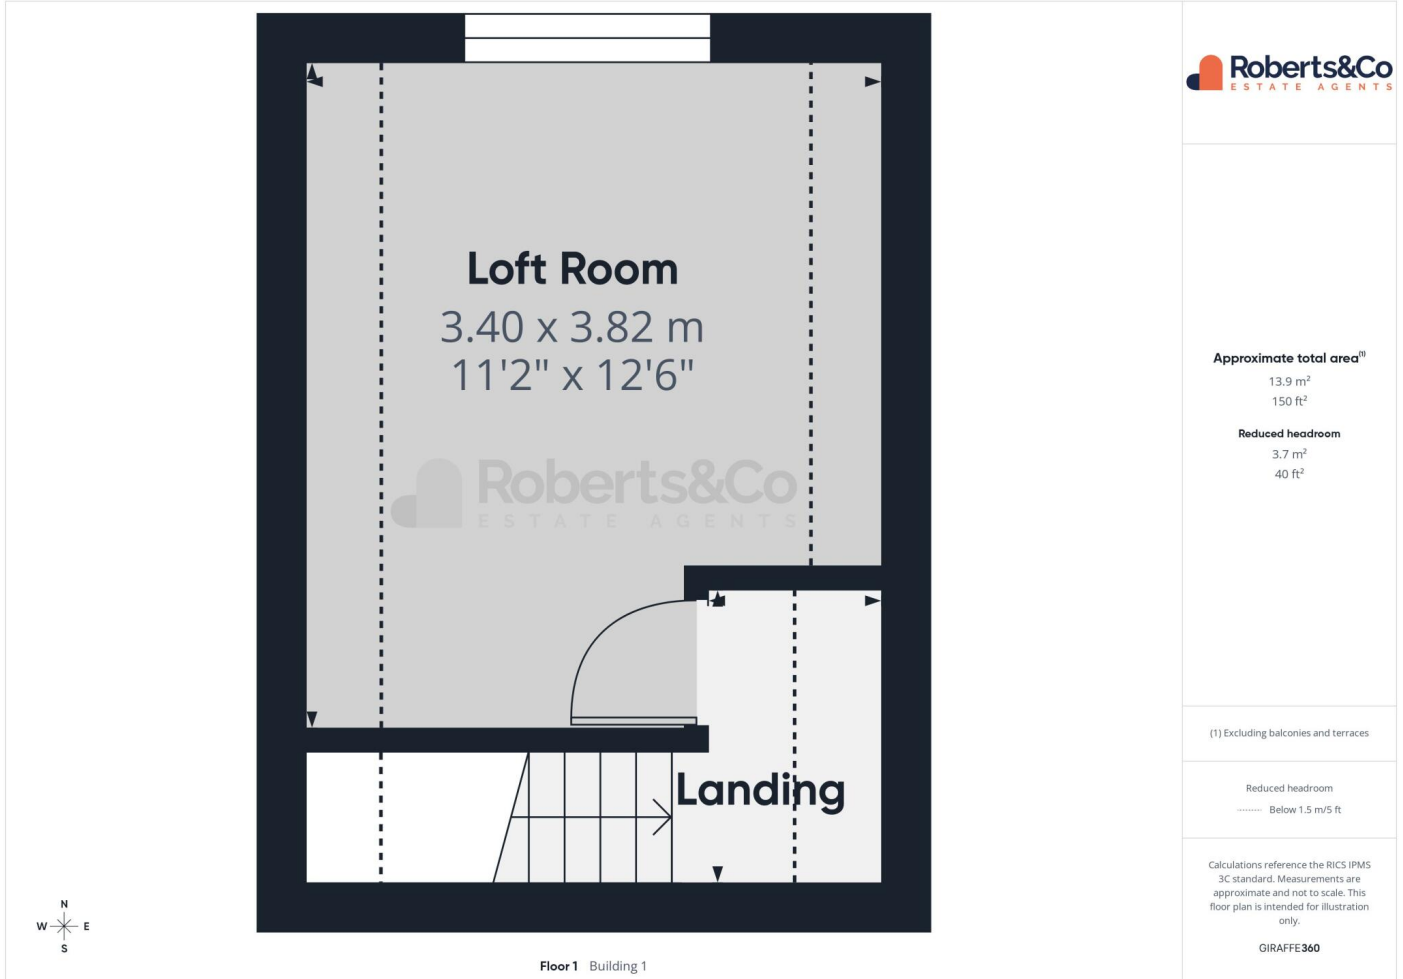 Roberts&Co
ESTATE AGENTS
Loft Room
3.40 x 3.82 m
11'2" x 12'6"
Roberts&Co
ESTATE AGENTS
Landing
Approximate total area(1)
13.9 m²
150 ft²
Reduced headroom
3.7 m²
40 ft²
(1) Excluding balconies and terraces
Reduced headroom
Below 1.5 m/5 ft
Calculations reference the RICS IPMS
3C standard. Measurements are
approximate and not to scale. This
floor plan is intended for illustration
only.
GIRAFFE360
N
W E
S
Floor 1 Building 1